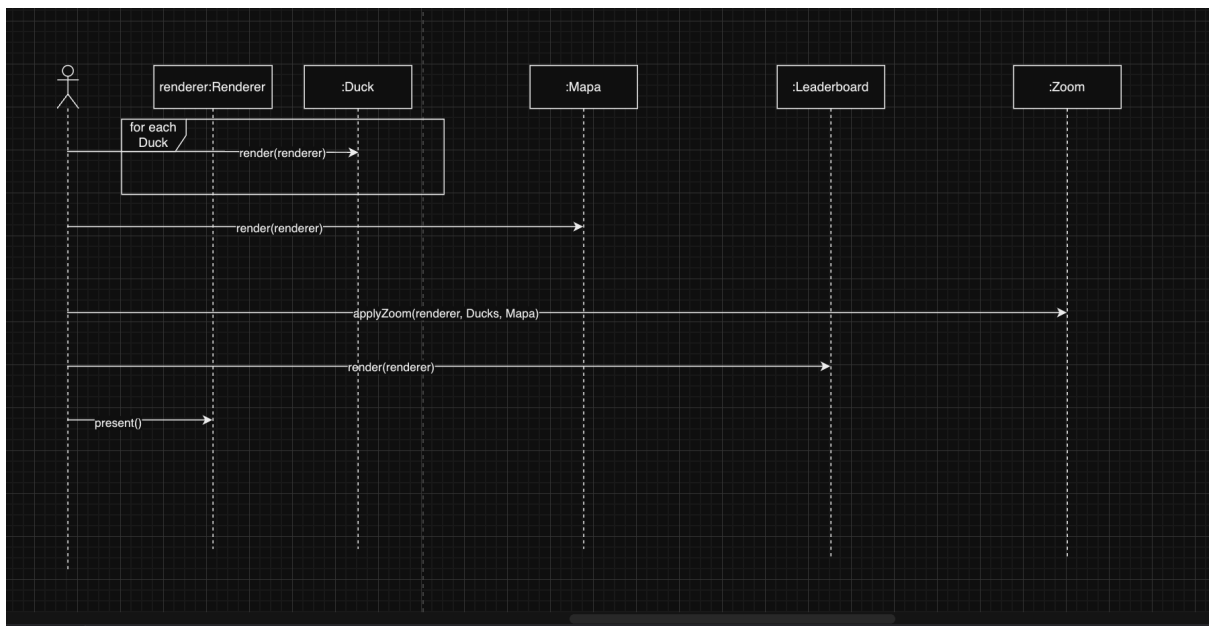 renderer:Renderer
:Duck
:Mapa
:Leaderboard
:Zoom
for each
Duck
render(renderer)
render(renderer)
applyZoom(renderer, Ducks, Mapa)
render(renderer)
present()